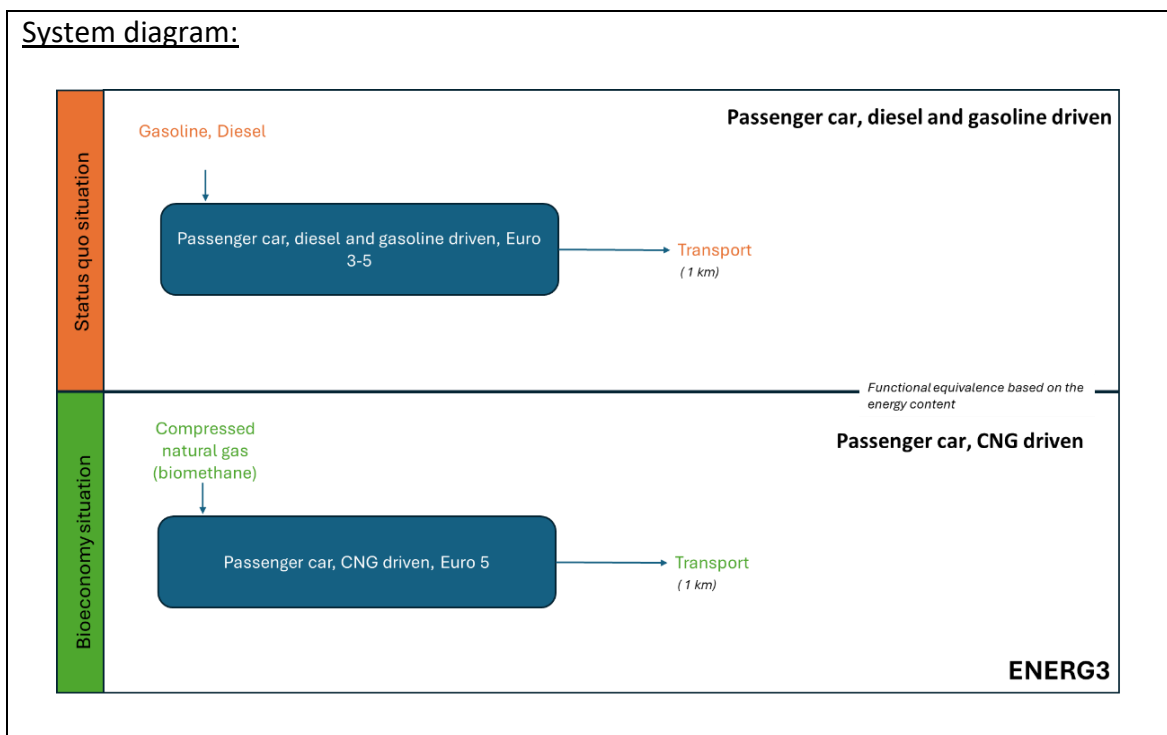 System diagram:
Status quo situation
Gasoline, Diesel
Passenger car, diesel and gasoline driven
Passenger car, diesel and gasoline driven, Euro
3-5
Transport
( 1 km)
Functional equivalence based on the
energy content
Bioeconomy situation
Compressed
natural gas
(biomethane)
Passenger car, CNG driven
Passenger car, CNG driven, Euro 5
Transport
( 1 km)
ENERG3